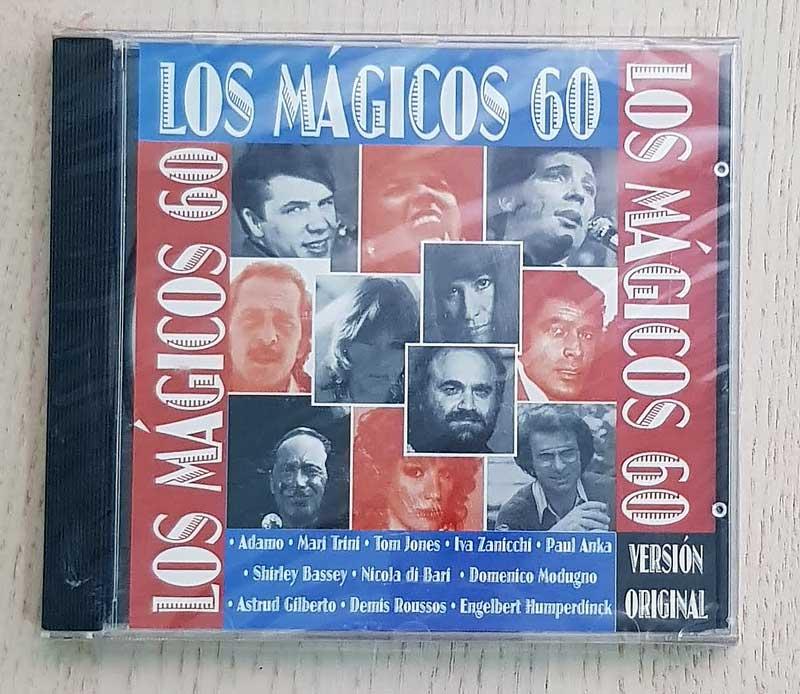 LOS MÁGICOS 60
LOS MÁGICOS 60
LOS MÁGICOS 60
· Adamo · Mari Trini · Tom Jones · Iva Zanicchi · Paul Anka
· Shirley Bassey · Nicola di Bari · Domenico Modugno
· Astrud Gilberto · Demis Roussos · Engelbert Humperdinck
VERSIÓN
ORIGINAL